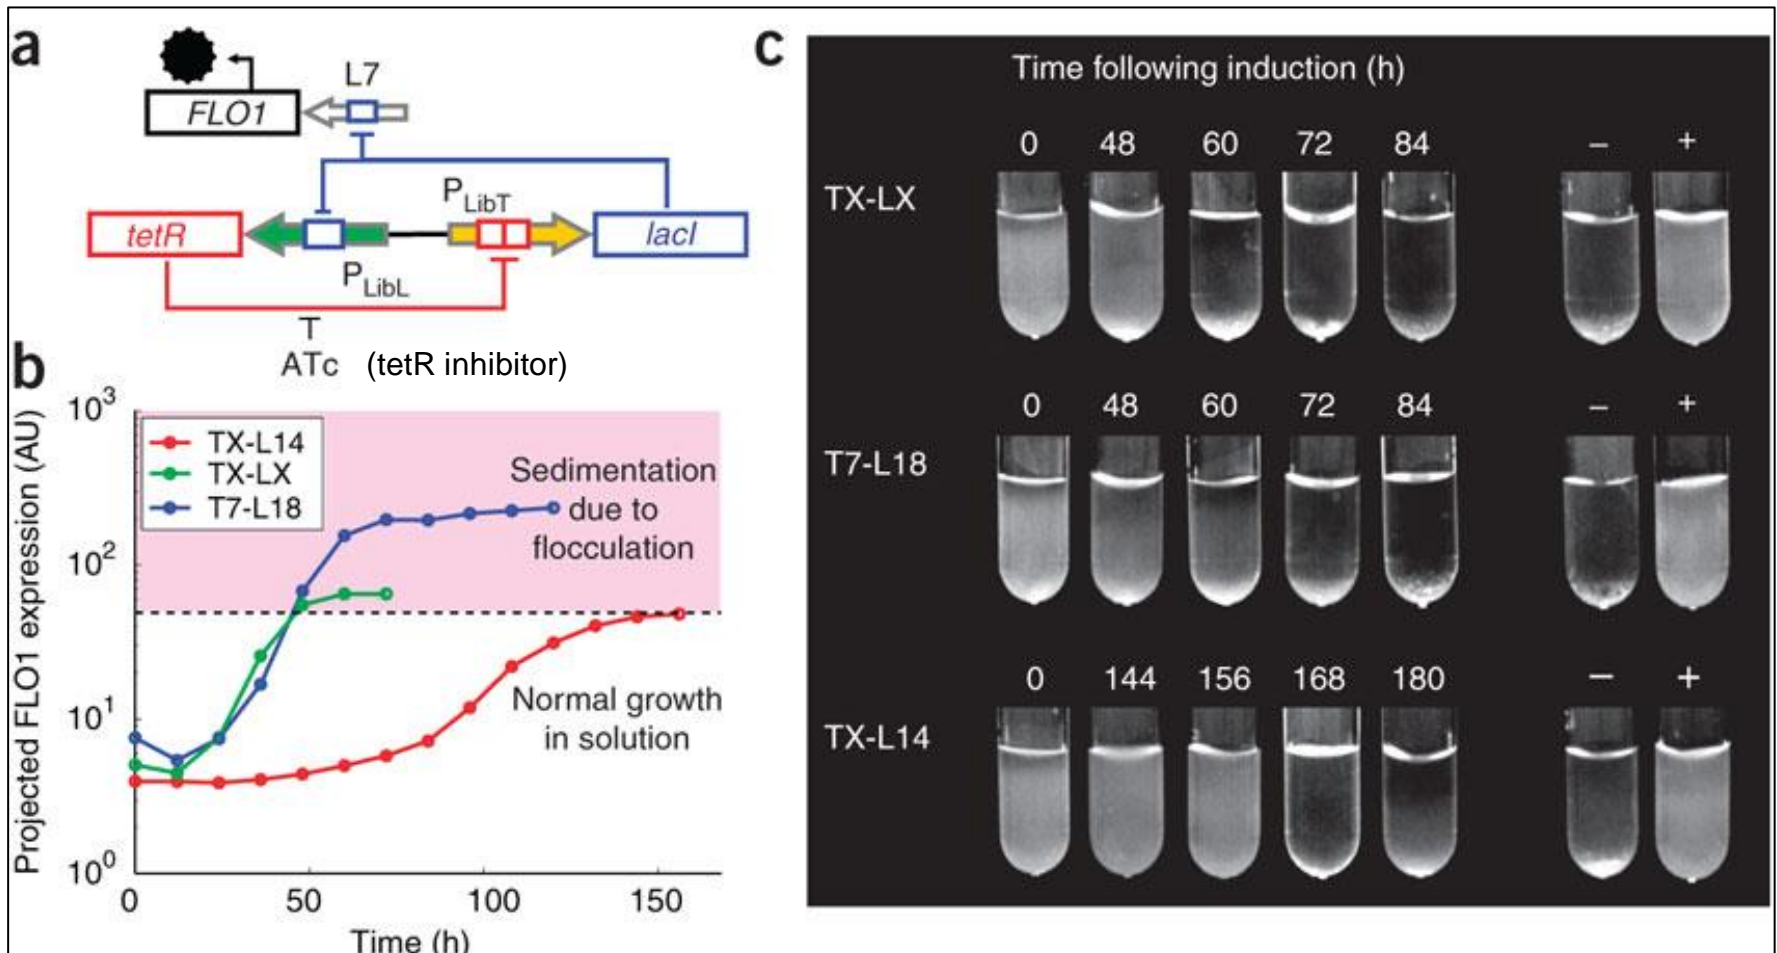 a
L7
FLO1
P LibT
tetR
lacI
P LibL
T
ATc (tetR inhibitor)
b
Projected FLO1 expression (AU)
10³
10²
10¹
10⁰
TX-L14
TX-LX
T7-L18
Sedimentation
due to
flocculation
Normal growth
in solution
0 50 100 150
Time (h)
c
Time following induction (h)
0 48 60 72 84 – +
TX-LX
0 48 60 72 84 – +
T7-L18
0 144 156 168 180 – +
TX-L14